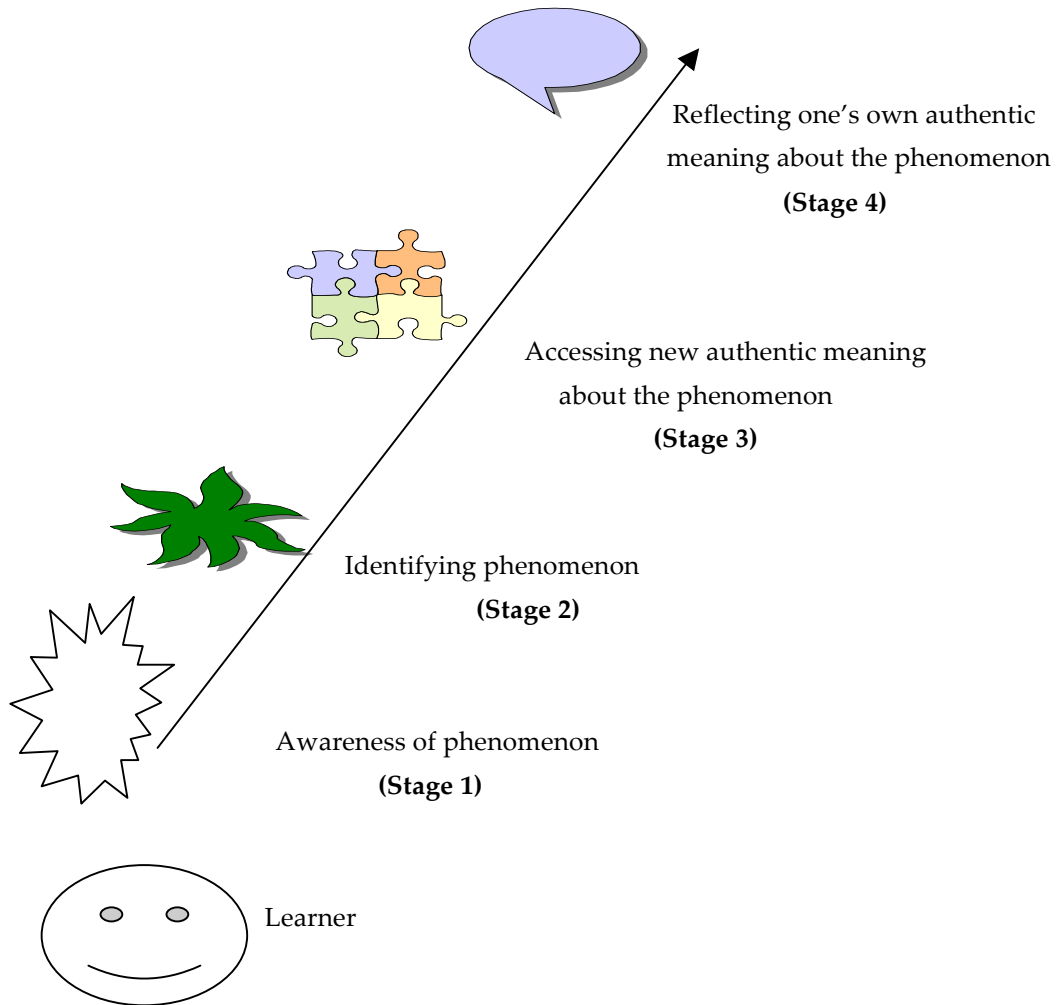 Reflecting one’s own authentic
meaning about the phenomenon
(Stage 4)
Accessing new authentic meaning
about the phenomenon
(Stage 3)
Identifying phenomenon
(Stage 2)
Awareness of phenomenon
(Stage 1)
Learner